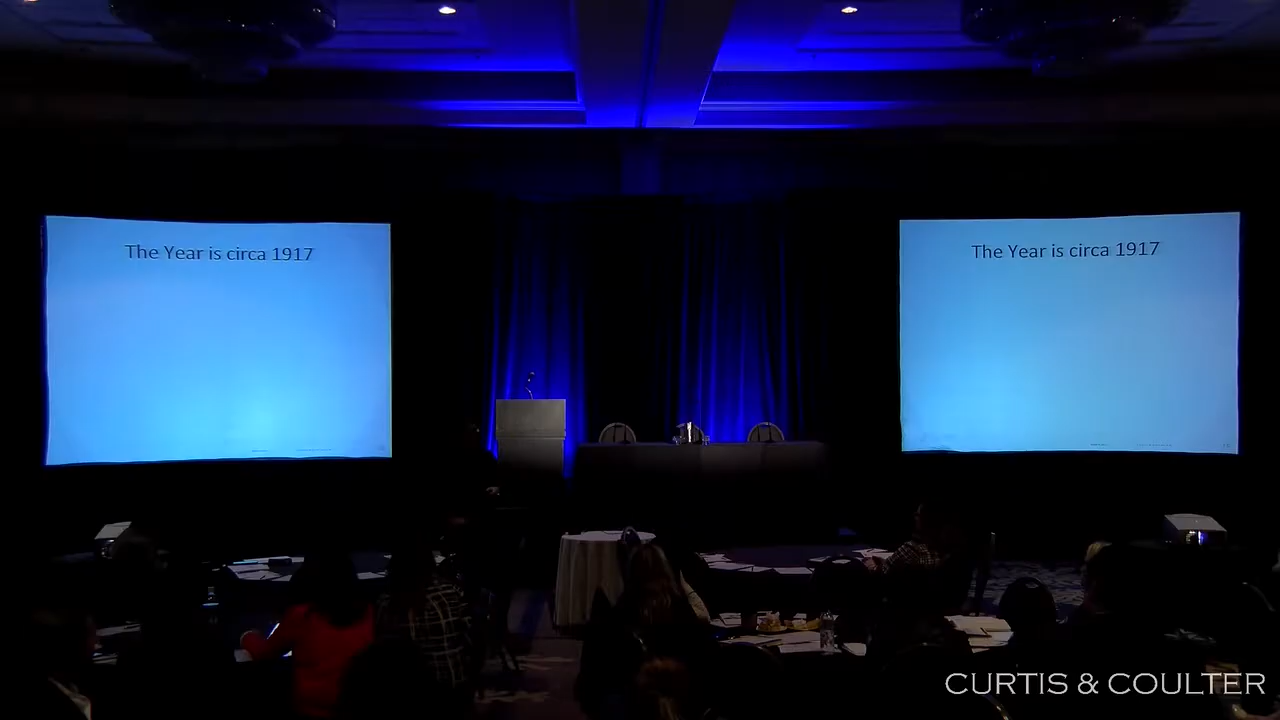 The Year is circa 1917
The Year is circa 1917
CURTIS & COULTER